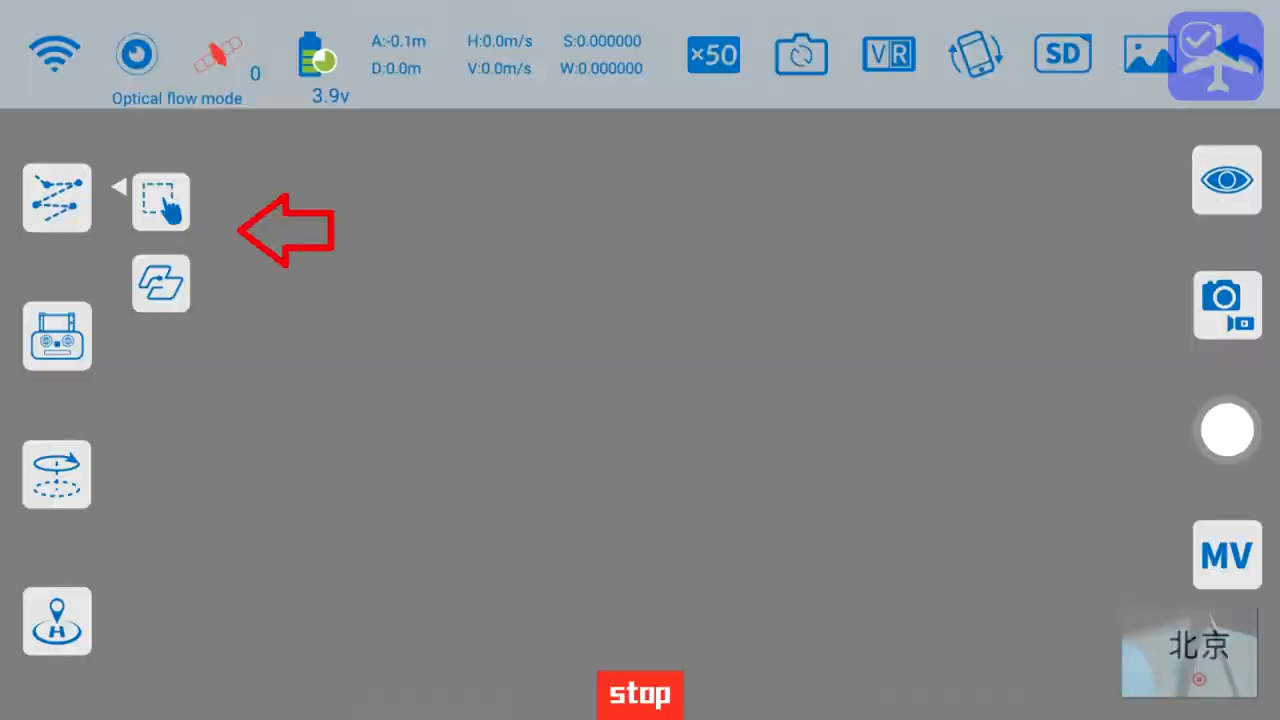 A:-0.1m H:0.0m/s S:0.000000
D:0.0m V:0.0m/s W:0.000000
×50
VR
SD
0
Optical flow mode
3.9v
H
MV
北京
stop